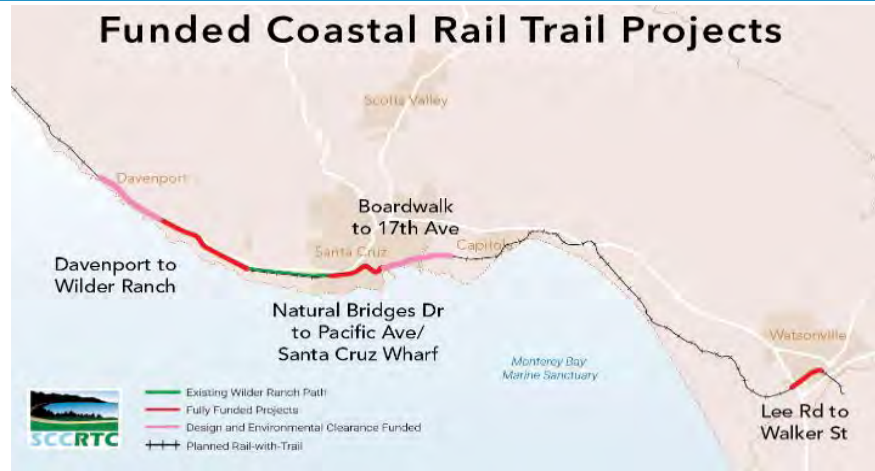 Funded Coastal Rail Trail Projects
Scotts Valley
Davenport
Boardwalk
to 17th Ave
Santa Cruz
Capitola
Davenport to
Wilder Ranch
Natural Bridges Dr
to Pacific Ave/
Santa Cruz Wharf
Watsonville
Monterey Bay
Marine Sanctuary
Lee Rd to
Walker St
SCCRTC
Existing Wilder Ranch Path
Fully Funded Projects
Design and Environmental Clearance Funded
Planned Rail-with-Trail